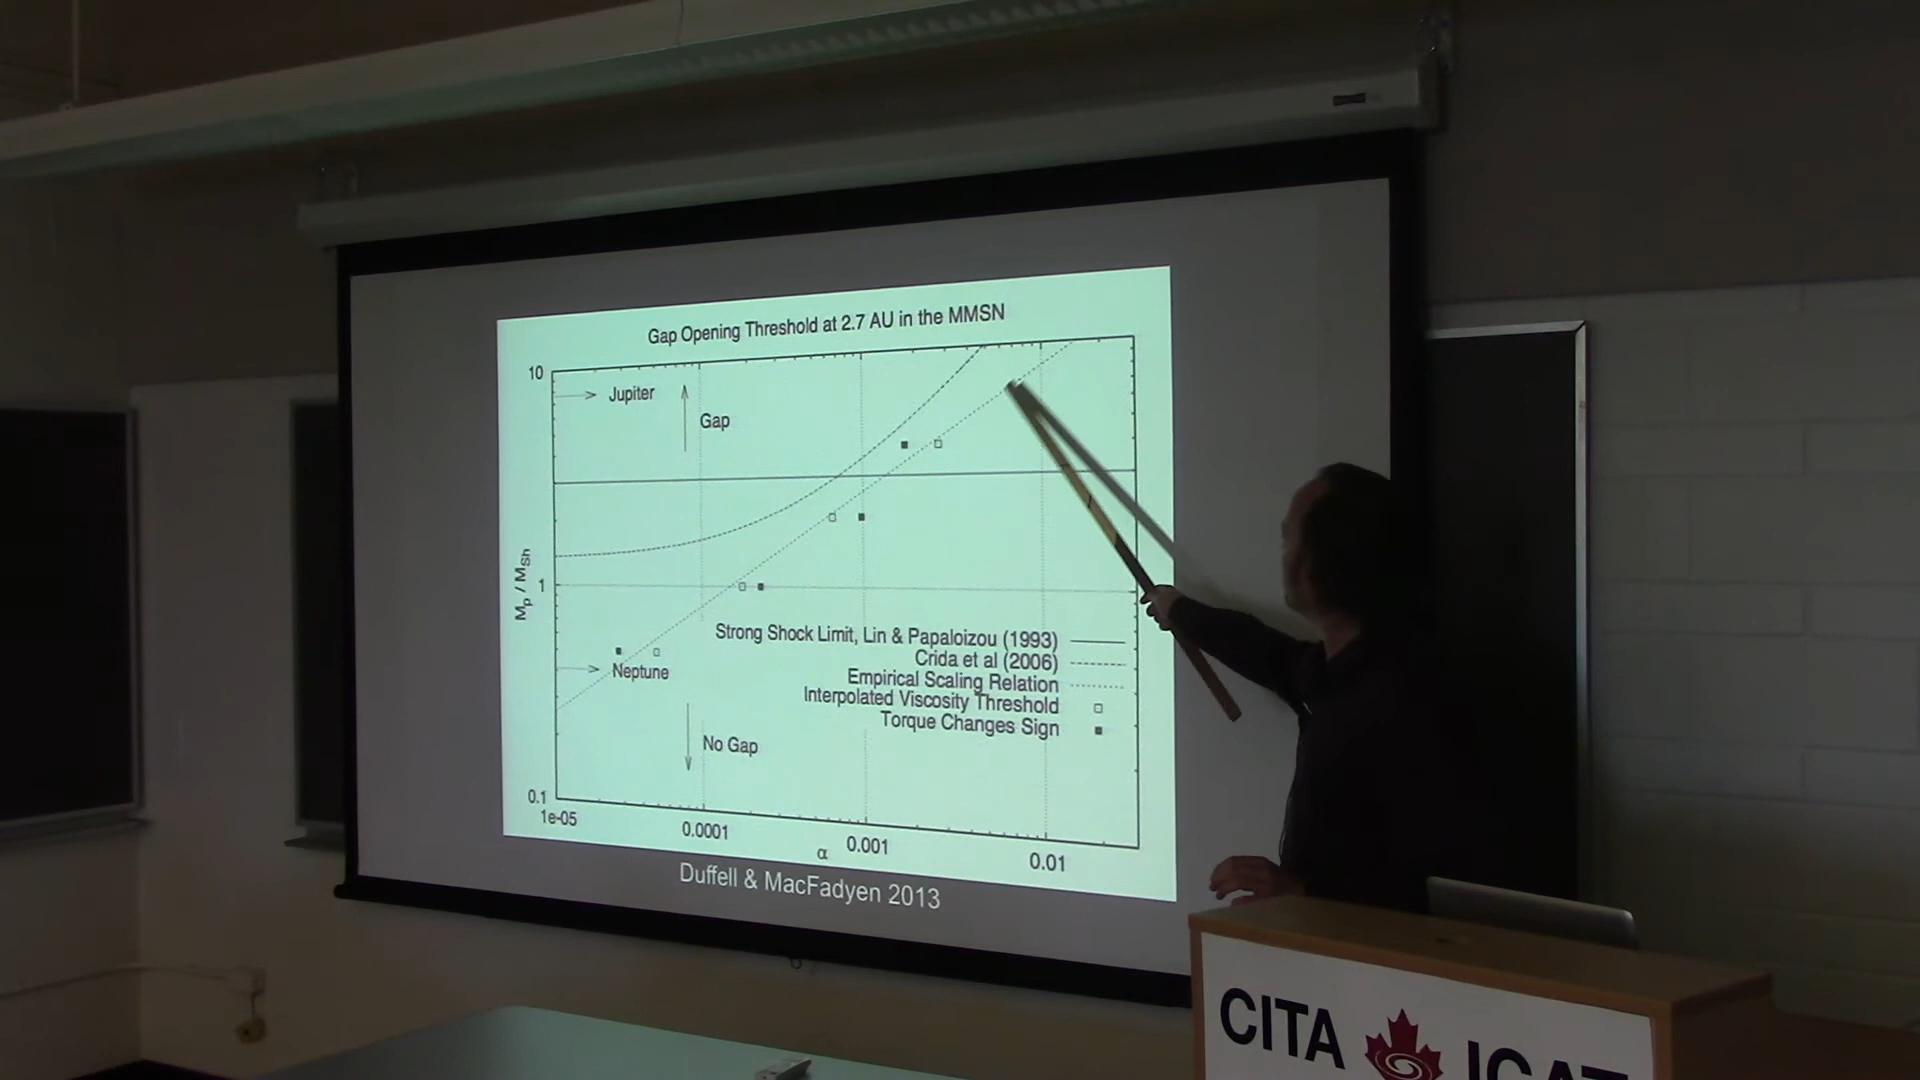 Gap Opening Threshold at 2.7 AU in the MMSN
10
Jupiter
Gap
Mp / MSh
1
Strong Shock Limit, Lin & Papaloizou (1993)
Crida et al (2006)
Empirical Scaling Relation
Interpolated Viscosity Threshold
Torque Changes Sign
Neptune
No Gap
0.1
1e-05
0.0001
0.001
0.01
α
Duffell & MacFadyen 2013
CITA